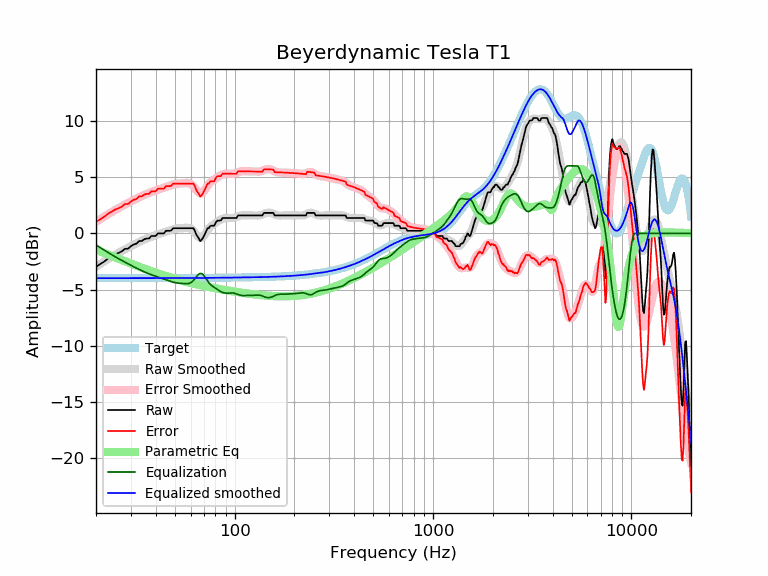 Beyerdynamic Tesla T1
10
5
0
−5
−10
−15
−20
Amplitude (dBr)
Target
Raw Smoothed
Error Smoothed
Raw
Error
Parametric Eq
Equalization
Equalized smoothed
100 1000 10000
Frequency (Hz)